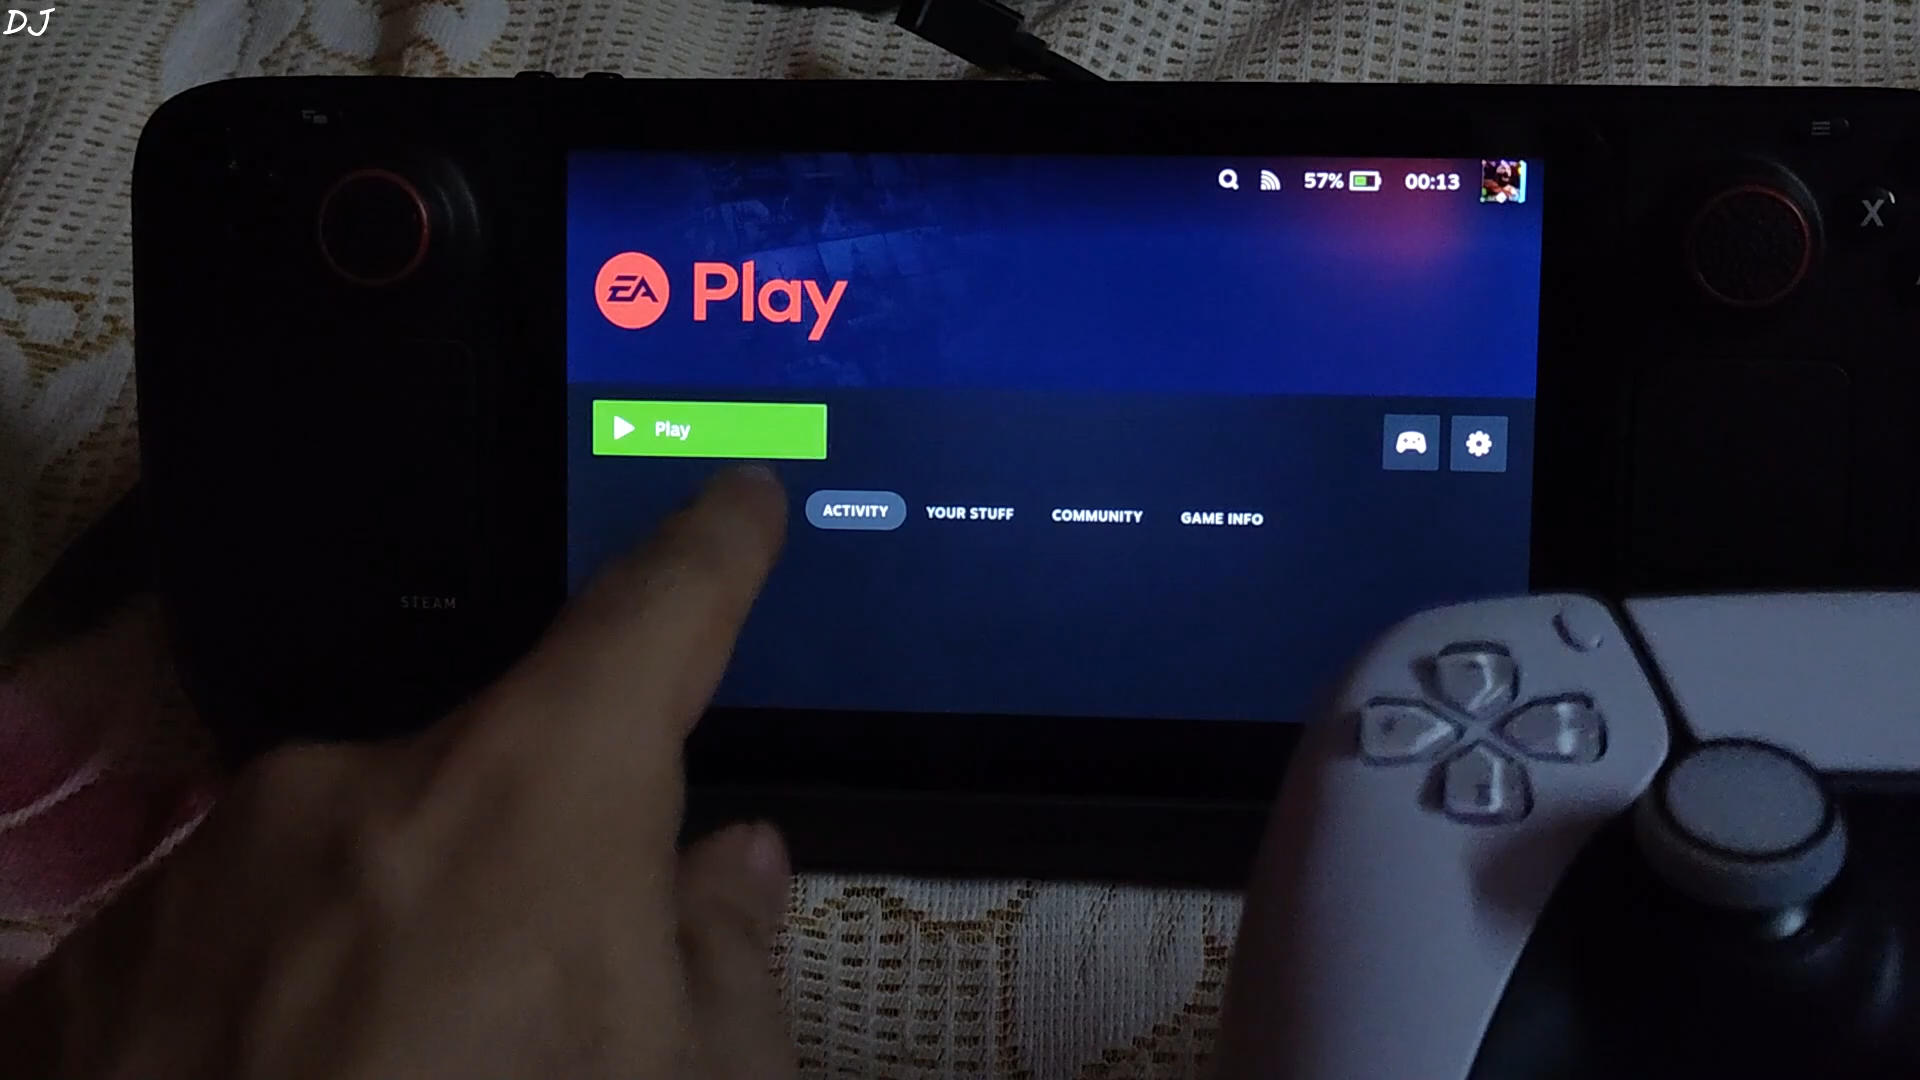 DJ
57% 00:13
EA Play
Play
ACTIVITY YOUR STUFF COMMUNITY GAME INFO
STEAM
X